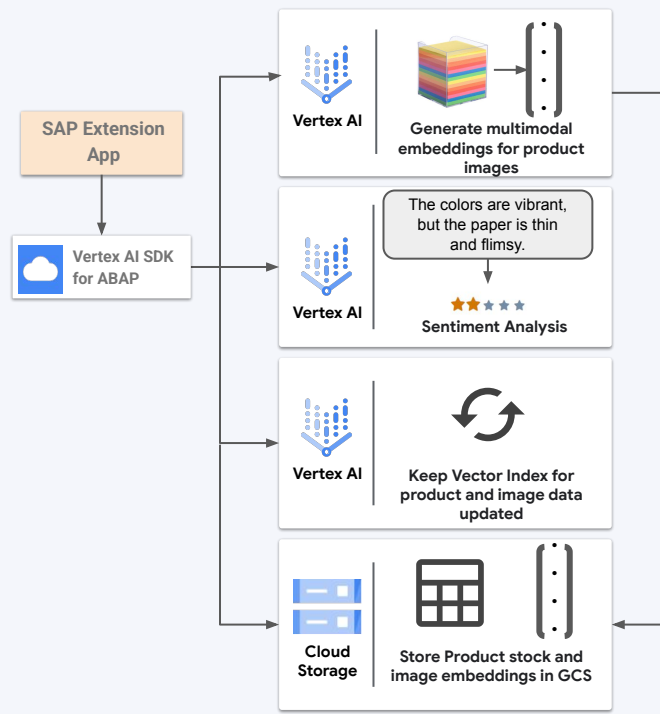 SAP Extension
App
Vertex AI SDK
for ABAP
Vertex AI
Generate multimodal
embeddings for product
images
Vertex AI
The colors are vibrant,
but the paper is thin
and flimsy.
Sentiment Analysis
Vertex AI
Keep Vector Index for
product and image data
updated
Cloud
Storage
Store Product stock and
image embeddings in GCS